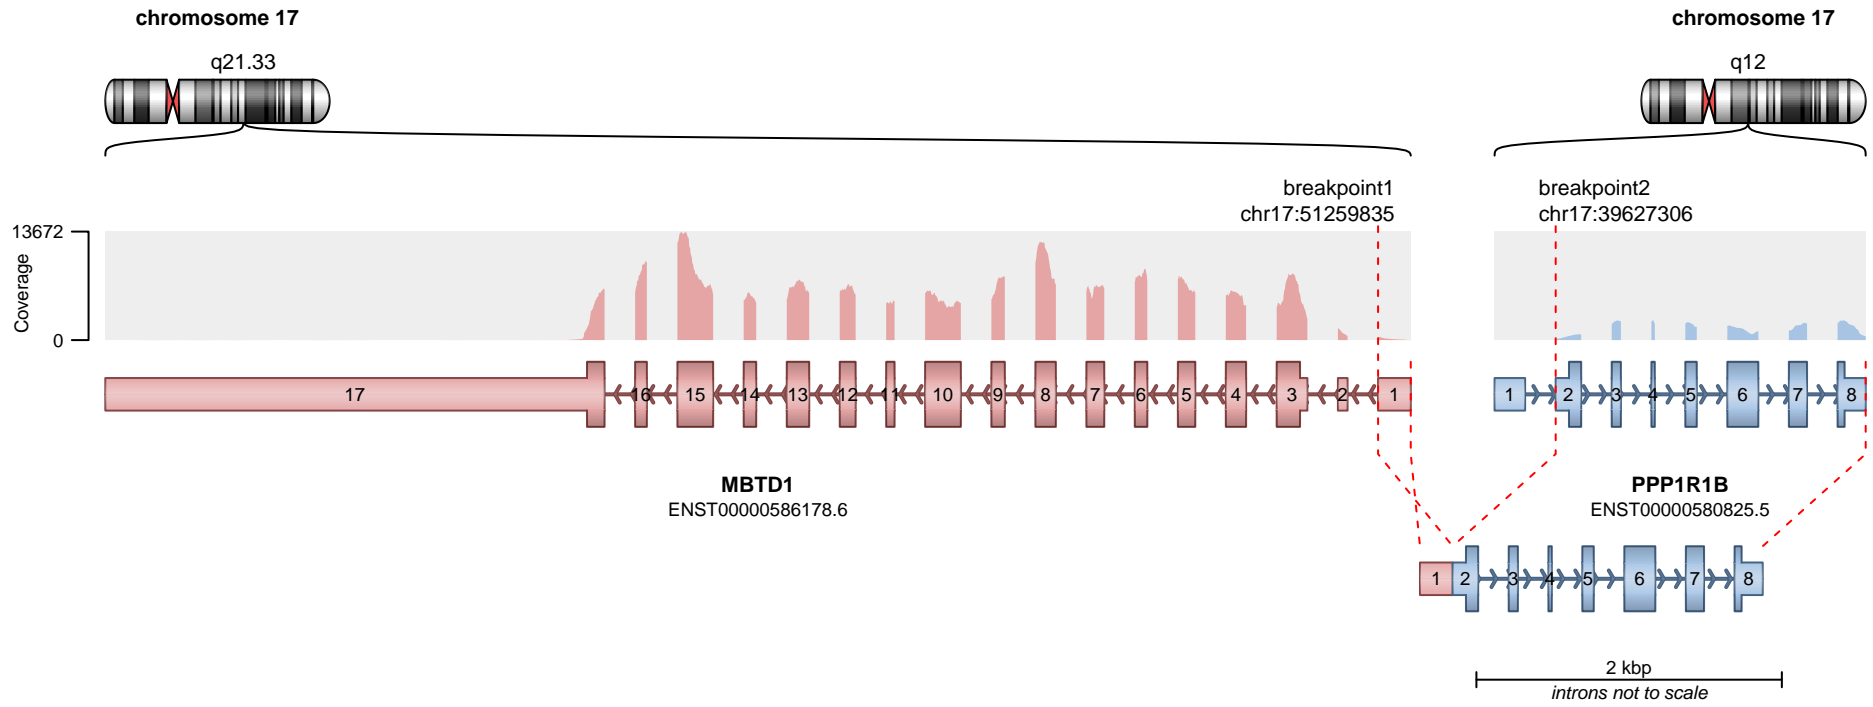 chromosome 17
chromosome 17
q21.33
q12
breakpoint1
chr17:51259835
breakpoint2
chr17:39627306
13672
Coverage
0
17 16 15 14 13 12 11 10 9 8 7 6 5 4 3 2 1
1 2 3 4 5 6 7 8
MBTD1
ENST00000586178.6
PPP1R1B
ENST00000580825.5
1 2 3 4 5 6 7 8
2 kbp
introns not to scale